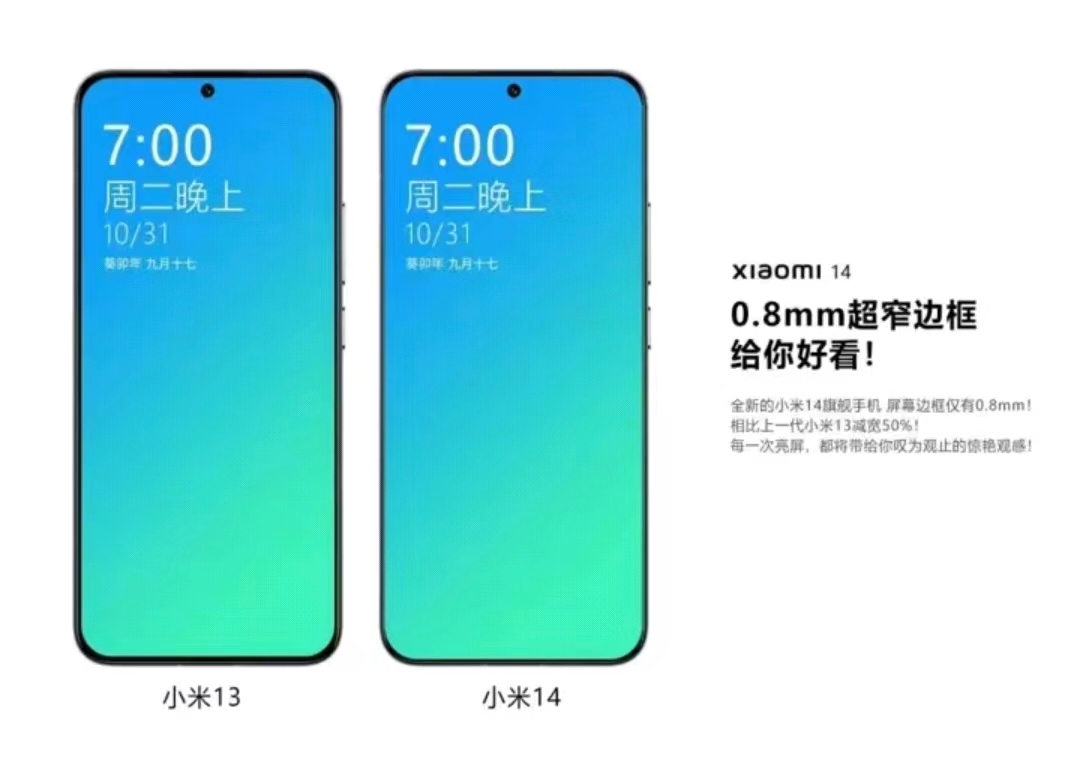 7:00
周二晚上
10/31
癸卯年 九月十七
小米13
7:00
周二晚上
10/31
癸卯年 九月十七
小米14
xıaomı 14
0.8mm超窄边框
给你好看！
全新的小米14旗舰手机 屏幕边框仅有0.8mm！
相比上一代小米13减宽50%！
每一次亮屏，都将带给你叹为观止的惊艳观感！